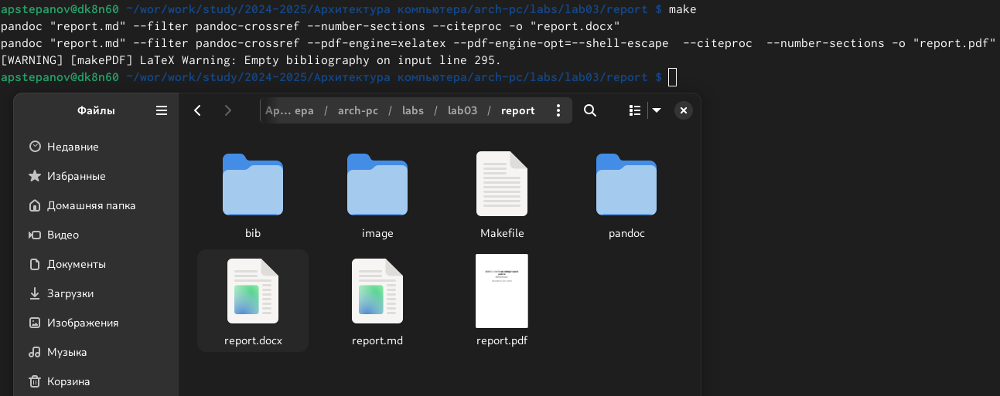 apstepanov@dk8n60 ~/wor/work/study/2024-2025/Архитектура компьютера/arch-pc/labs/lab03/report $ make
pandoc "report.md" --filter pandoc-crossref --number-sections --citeproc -o "report.docx"
pandoc "report.md" --filter pandoc-crossref --pdf-engine=xelatex --pdf-engine-opt=--shell-escape  --citeproc  --number-sections -o "report.pdf"
[WARNING] [makePDF] LaTeX Warning: Empty bibliography on input line 295.
apstepanov@dk8n60 ~/wor/work/study/2024-2025/Архитектура компьютера/arch-pc/labs/lab03/report $
Файлы
Ар… ера / arch-pc / labs / lab03 / report
Недавние
Избранные
Домашняя папка
Видео
Документы
Загрузки
Изображения
Музыка
Корзина
bib
image
Makefile
pandoc
report.docx
report.md
report.pdf